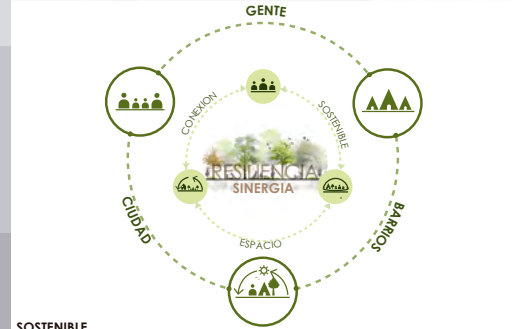 GENTE
CONEXION
SOSTENIBLE
RESIDENCIA
SINERGIA
CIUDAD
BARRIOS
ESPACIO
SOSTENIBLE